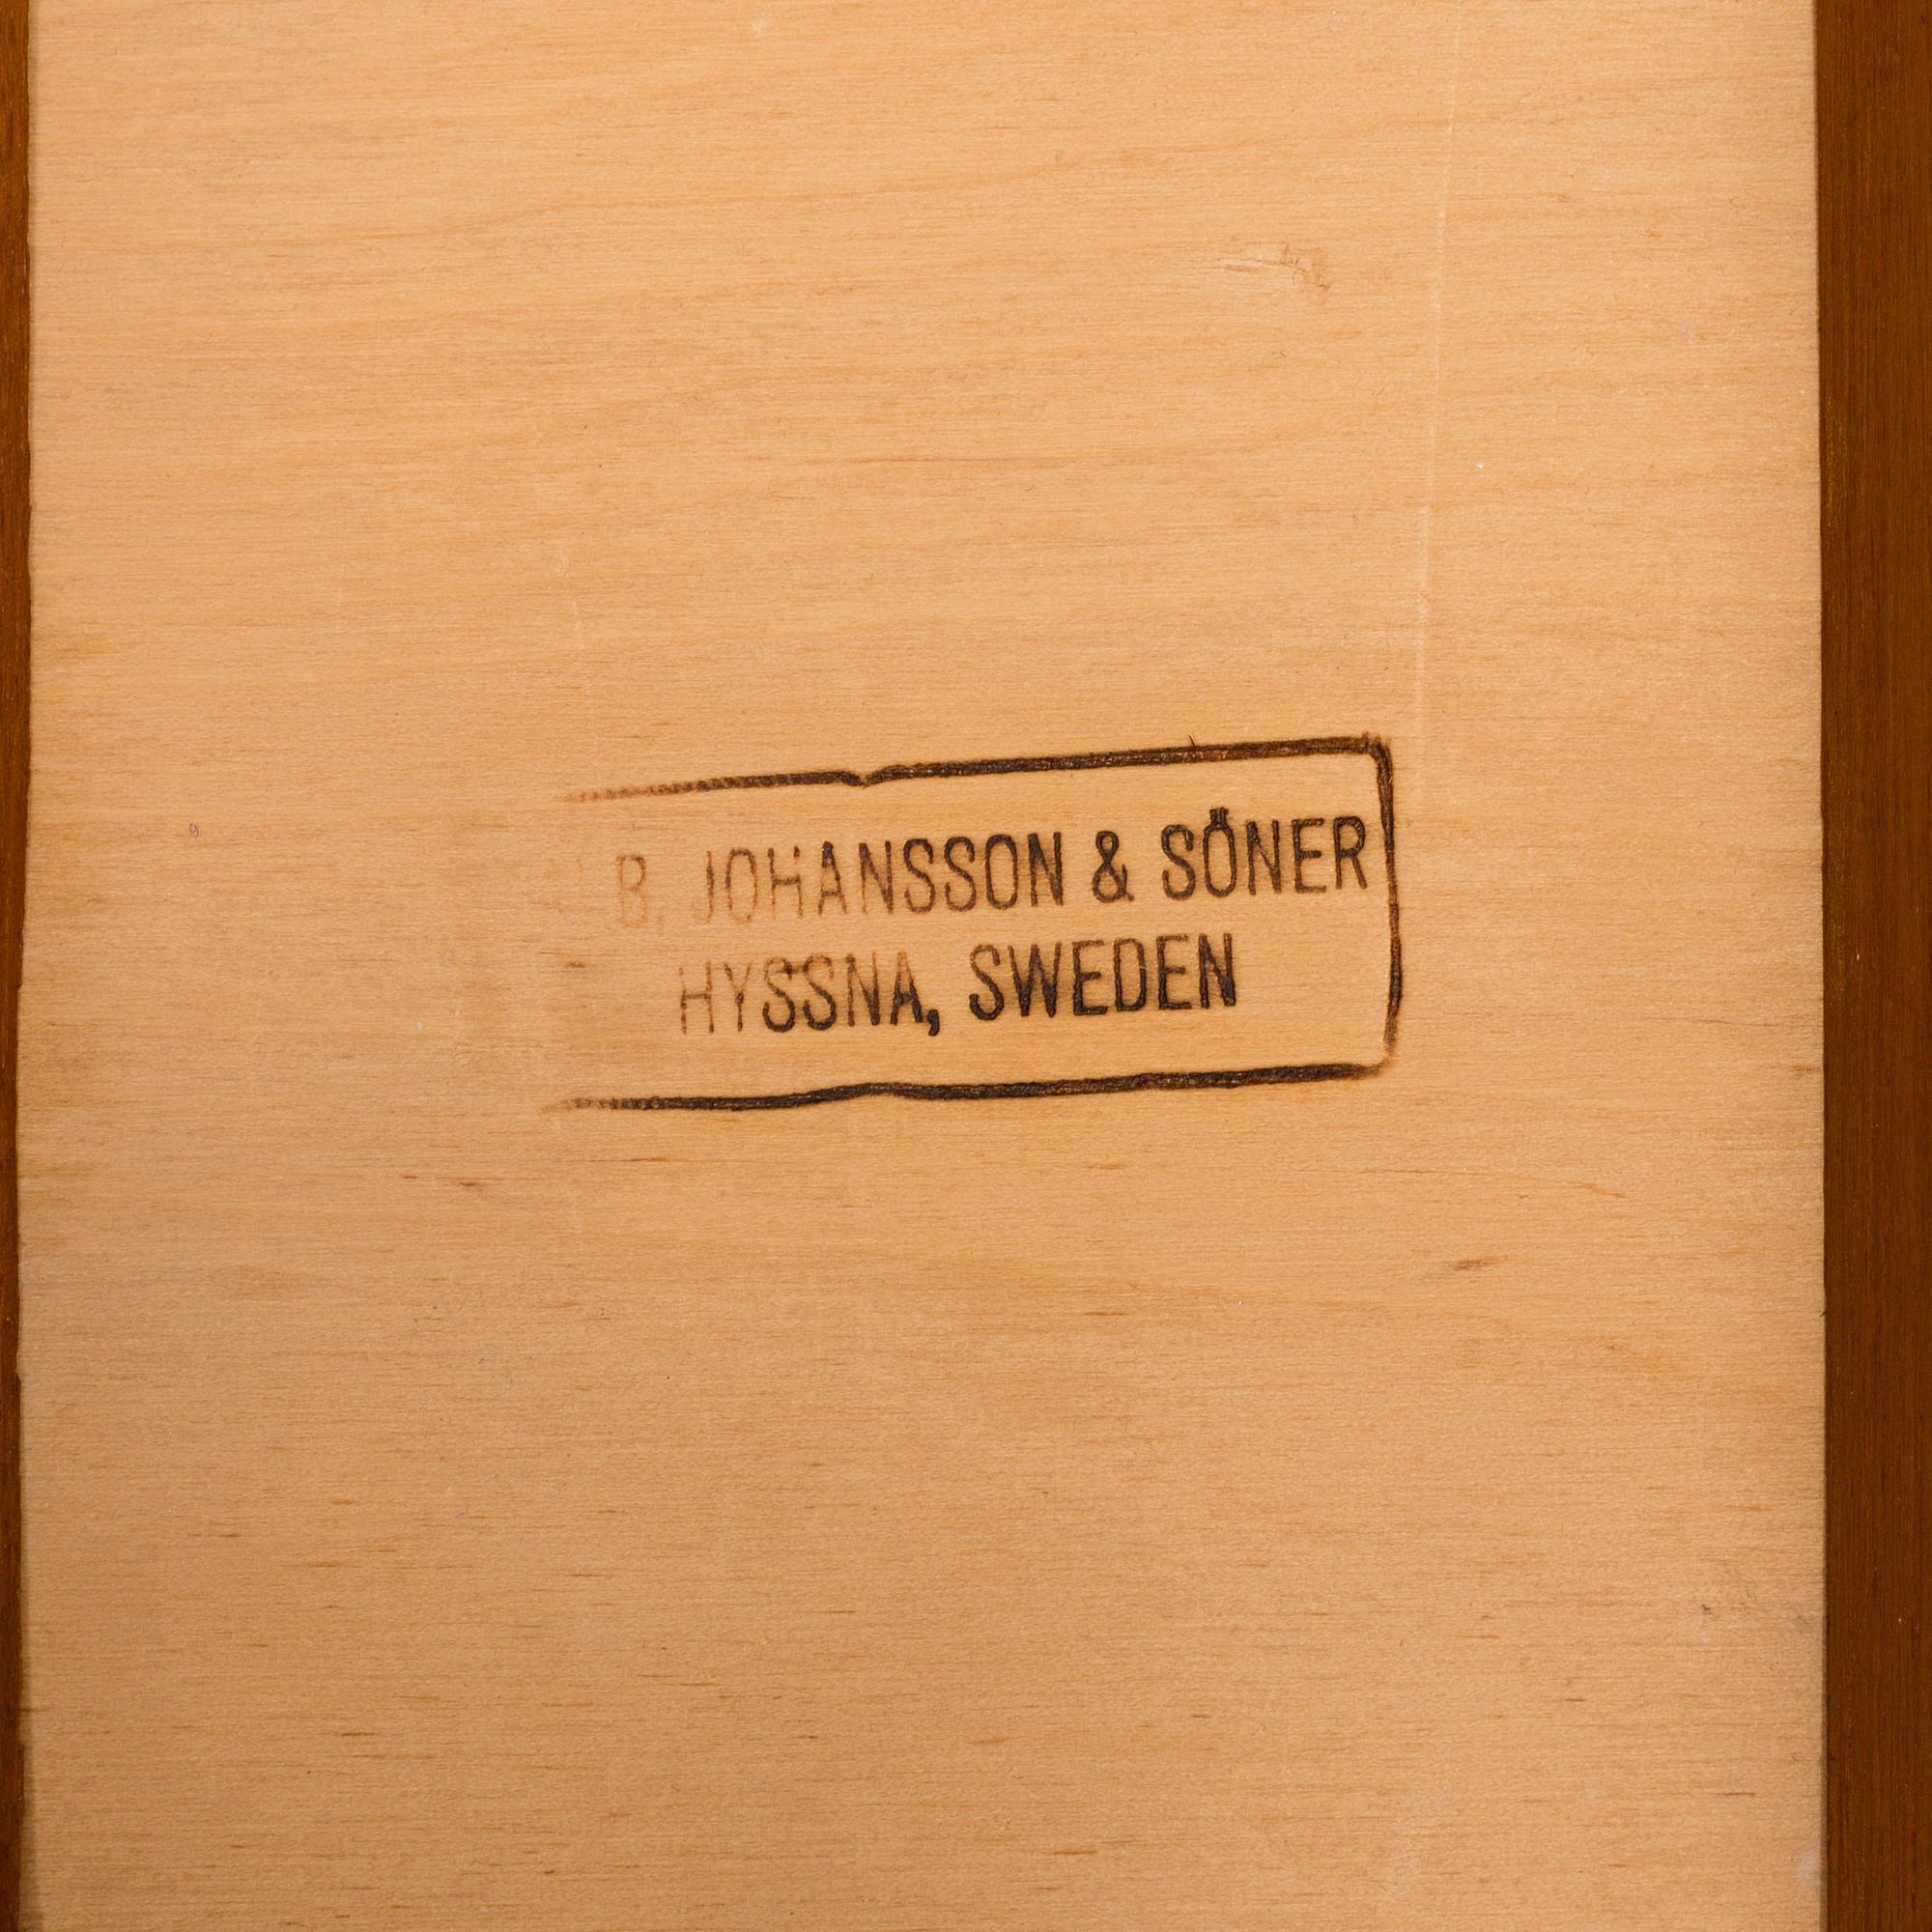 B. JOHANSSON & SÖNER
HYSSNA, SWEDEN